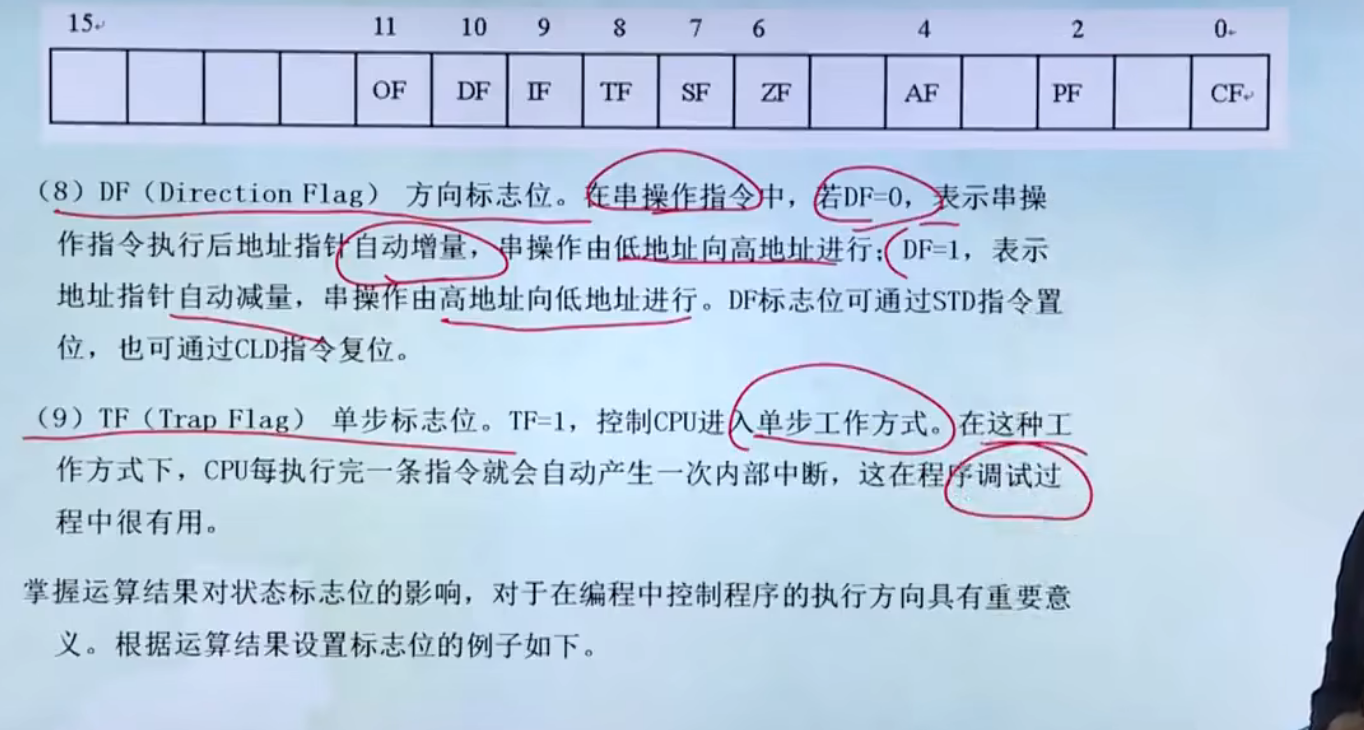 15 11 10 9 8 7 6 4 2 0
OF DF IF TF SF ZF AF PF CF
（8）DF（Direction Flag） 方向标志位。在串操作指令中，若DF=0，表示串操
作指令执行后地址指针自动增量，串操作由低地址向高地址进行；DF=1，表示
地址指针自动减量，串操作由高地址向低地址进行。DF标志位可通过STD指令置
位，也可通过CLD指令复位。
（9）TF（Trap Flag） 单步标志位。TF=1，控制CPU进入单步工作方式。在这种工
作方式下，CPU每执行完一条指令就会自动产生一次内部中断，这在程序调试过
程中很有用。
掌握运算结果对状态标志位的影响，对于在编程中控制程序的执行方向具有重要意
义。根据运算结果设置标志位的例子如下。